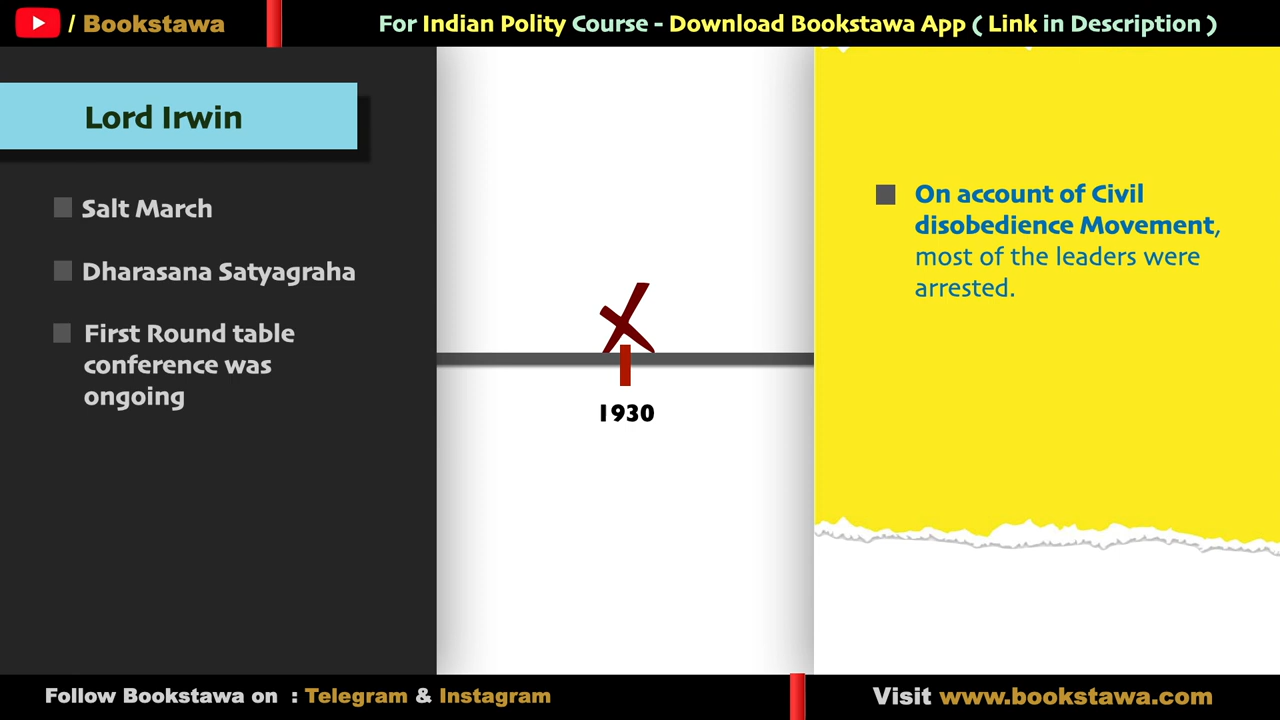 / Bookstawa
For Indian Polity Course - Download Bookstawa App ( Link in Description )
Lord Irwin
Salt March
Dharasana Satyagraha
First Round table
conference was
ongoing
1930
On account of Civil
disobedience Movement,
most of the leaders were
arrested.
Follow Bookstawa on : Telegram & Instagram
Visit www.bookstawa.com